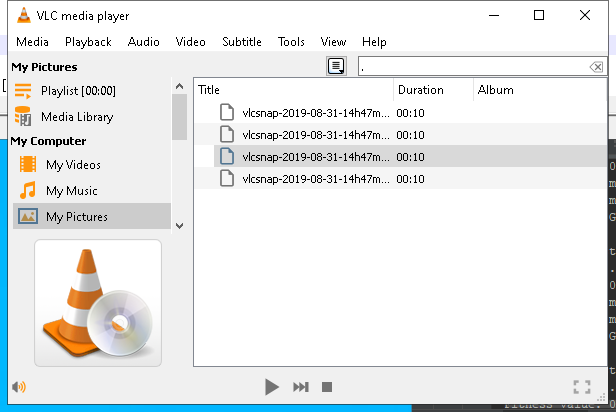 VLC media player
Media Playback Audio Video Subtitle Tools View Help
My Pictures
.
Playlist [00:00]
Media Library
My Computer
My Videos
My Music
My Pictures
Title Duration Album
vlcsnap-2019-08-31-14h47m... 00:10
vlcsnap-2019-08-31-14h47m... 00:10
vlcsnap-2019-08-31-14h47m... 00:10
vlcsnap-2019-08-31-14h47m... 00:10